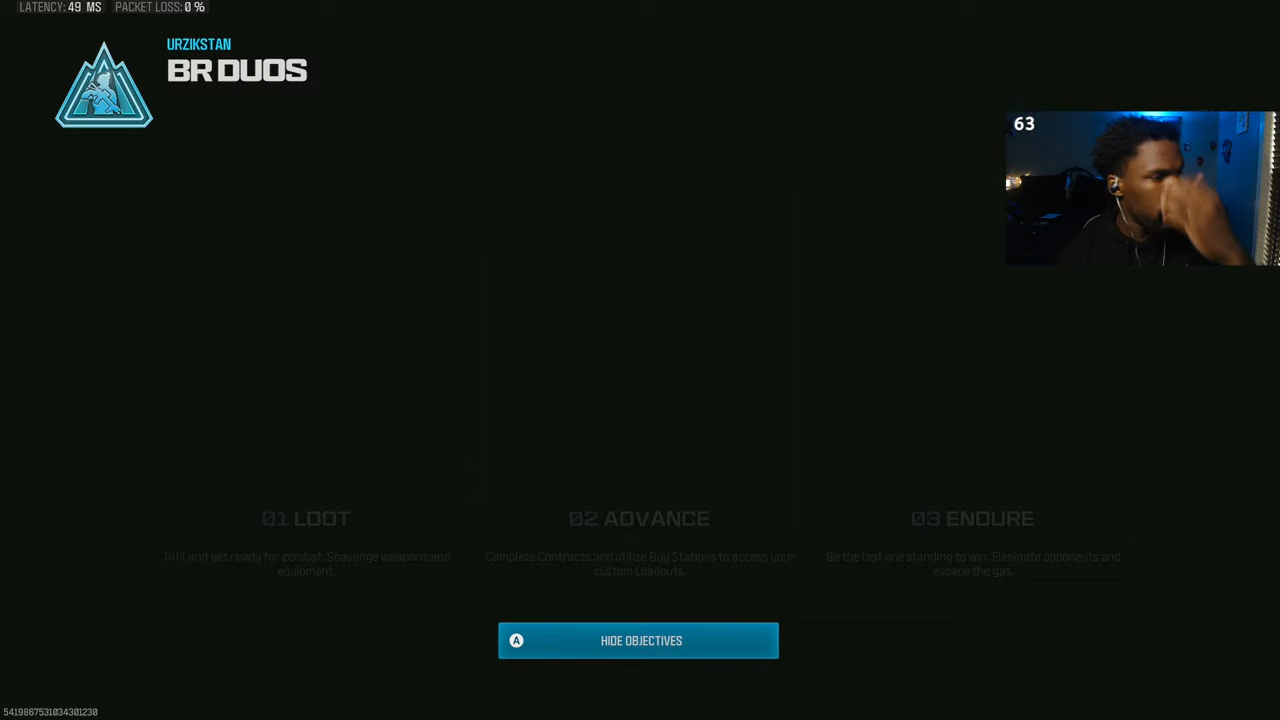 LATENCY: 49 MS PACKET LOSS: 0 %
URZIKSTAN
BR DUOS
63
01 LOOT
Infil and get ready for combat. Scavenge weapons and
equipment.
02 ADVANCE
Complete Contracts and utilize Buy Stations to access your
custom Loadouts.
03 ENDURE
Be the last one standing to win. Eliminate opponents and
escape the gas.
A HIDE OBJECTIVES
5419867531034301230